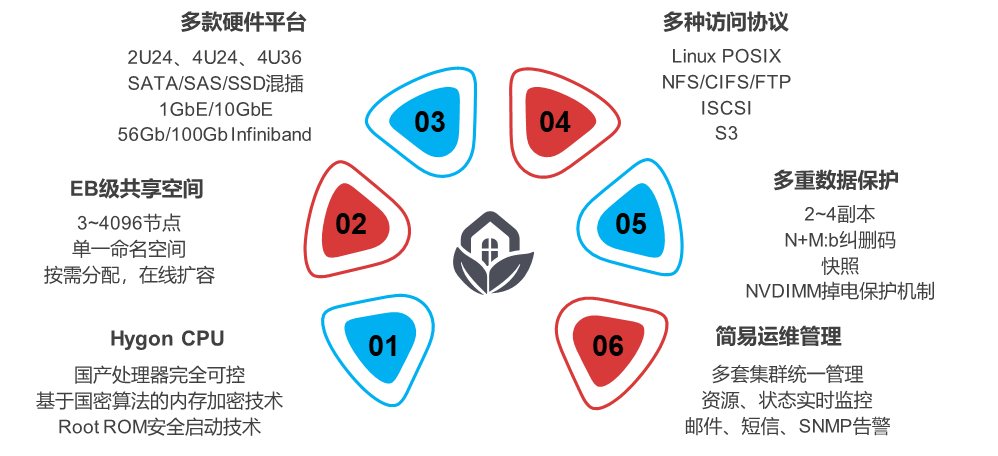 多款硬件平台
2U24、4U24、4U36
SATA/SAS/SSD混插
1GbE/10GbE
56Gb/100Gb Infiniband
03
04
多种访问协议
Linux POSIX
NFS/CIFS/FTP
ISCSI
S3
EB级共享空间
3~4096节点
单一命名空间
按需分配，在线扩容
02
05
多重数据保护
2~4副本
N+M:b纠删码
快照
NVDIMM掉电保护机制
Hygon CPU
国产处理器完全可控
基于国密算法的内存加密技术
Root ROM安全启动技术
01
06
简易运维管理
多套集群统一管理
资源、状态实时监控
邮件、短信、SNMP告警